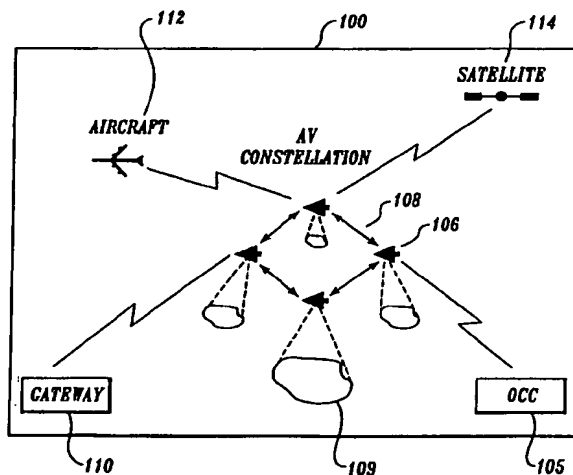 112
100
114
SATELLITE
AIRCRAFT
AV
CONSTELLATION
108
106
GATEWAY
OCC
110
109
105